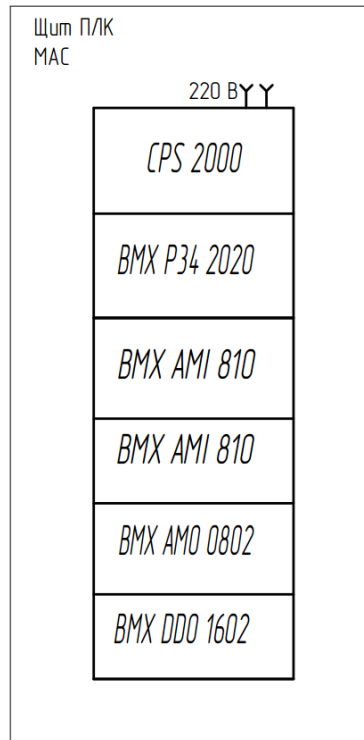 Щит ПЛК
МАС
220 В
CPS 2000
BMX P34 2020
BMX AMI 810
BMX AMI 810
BMX AMO 0802
BMX DDO 1602